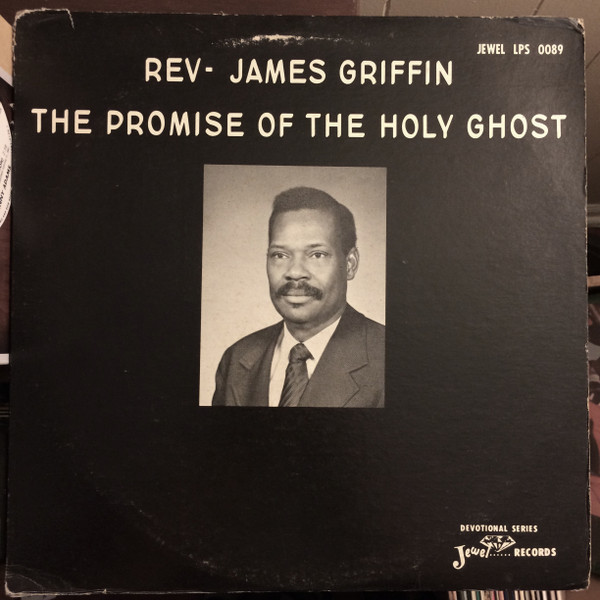 JEWEL LPS 0089
REV- JAMES GRIFFIN
THE PROMISE OF THE HOLY GHOST
DEVOTIONAL SERIES
Jewel...... RECORDS